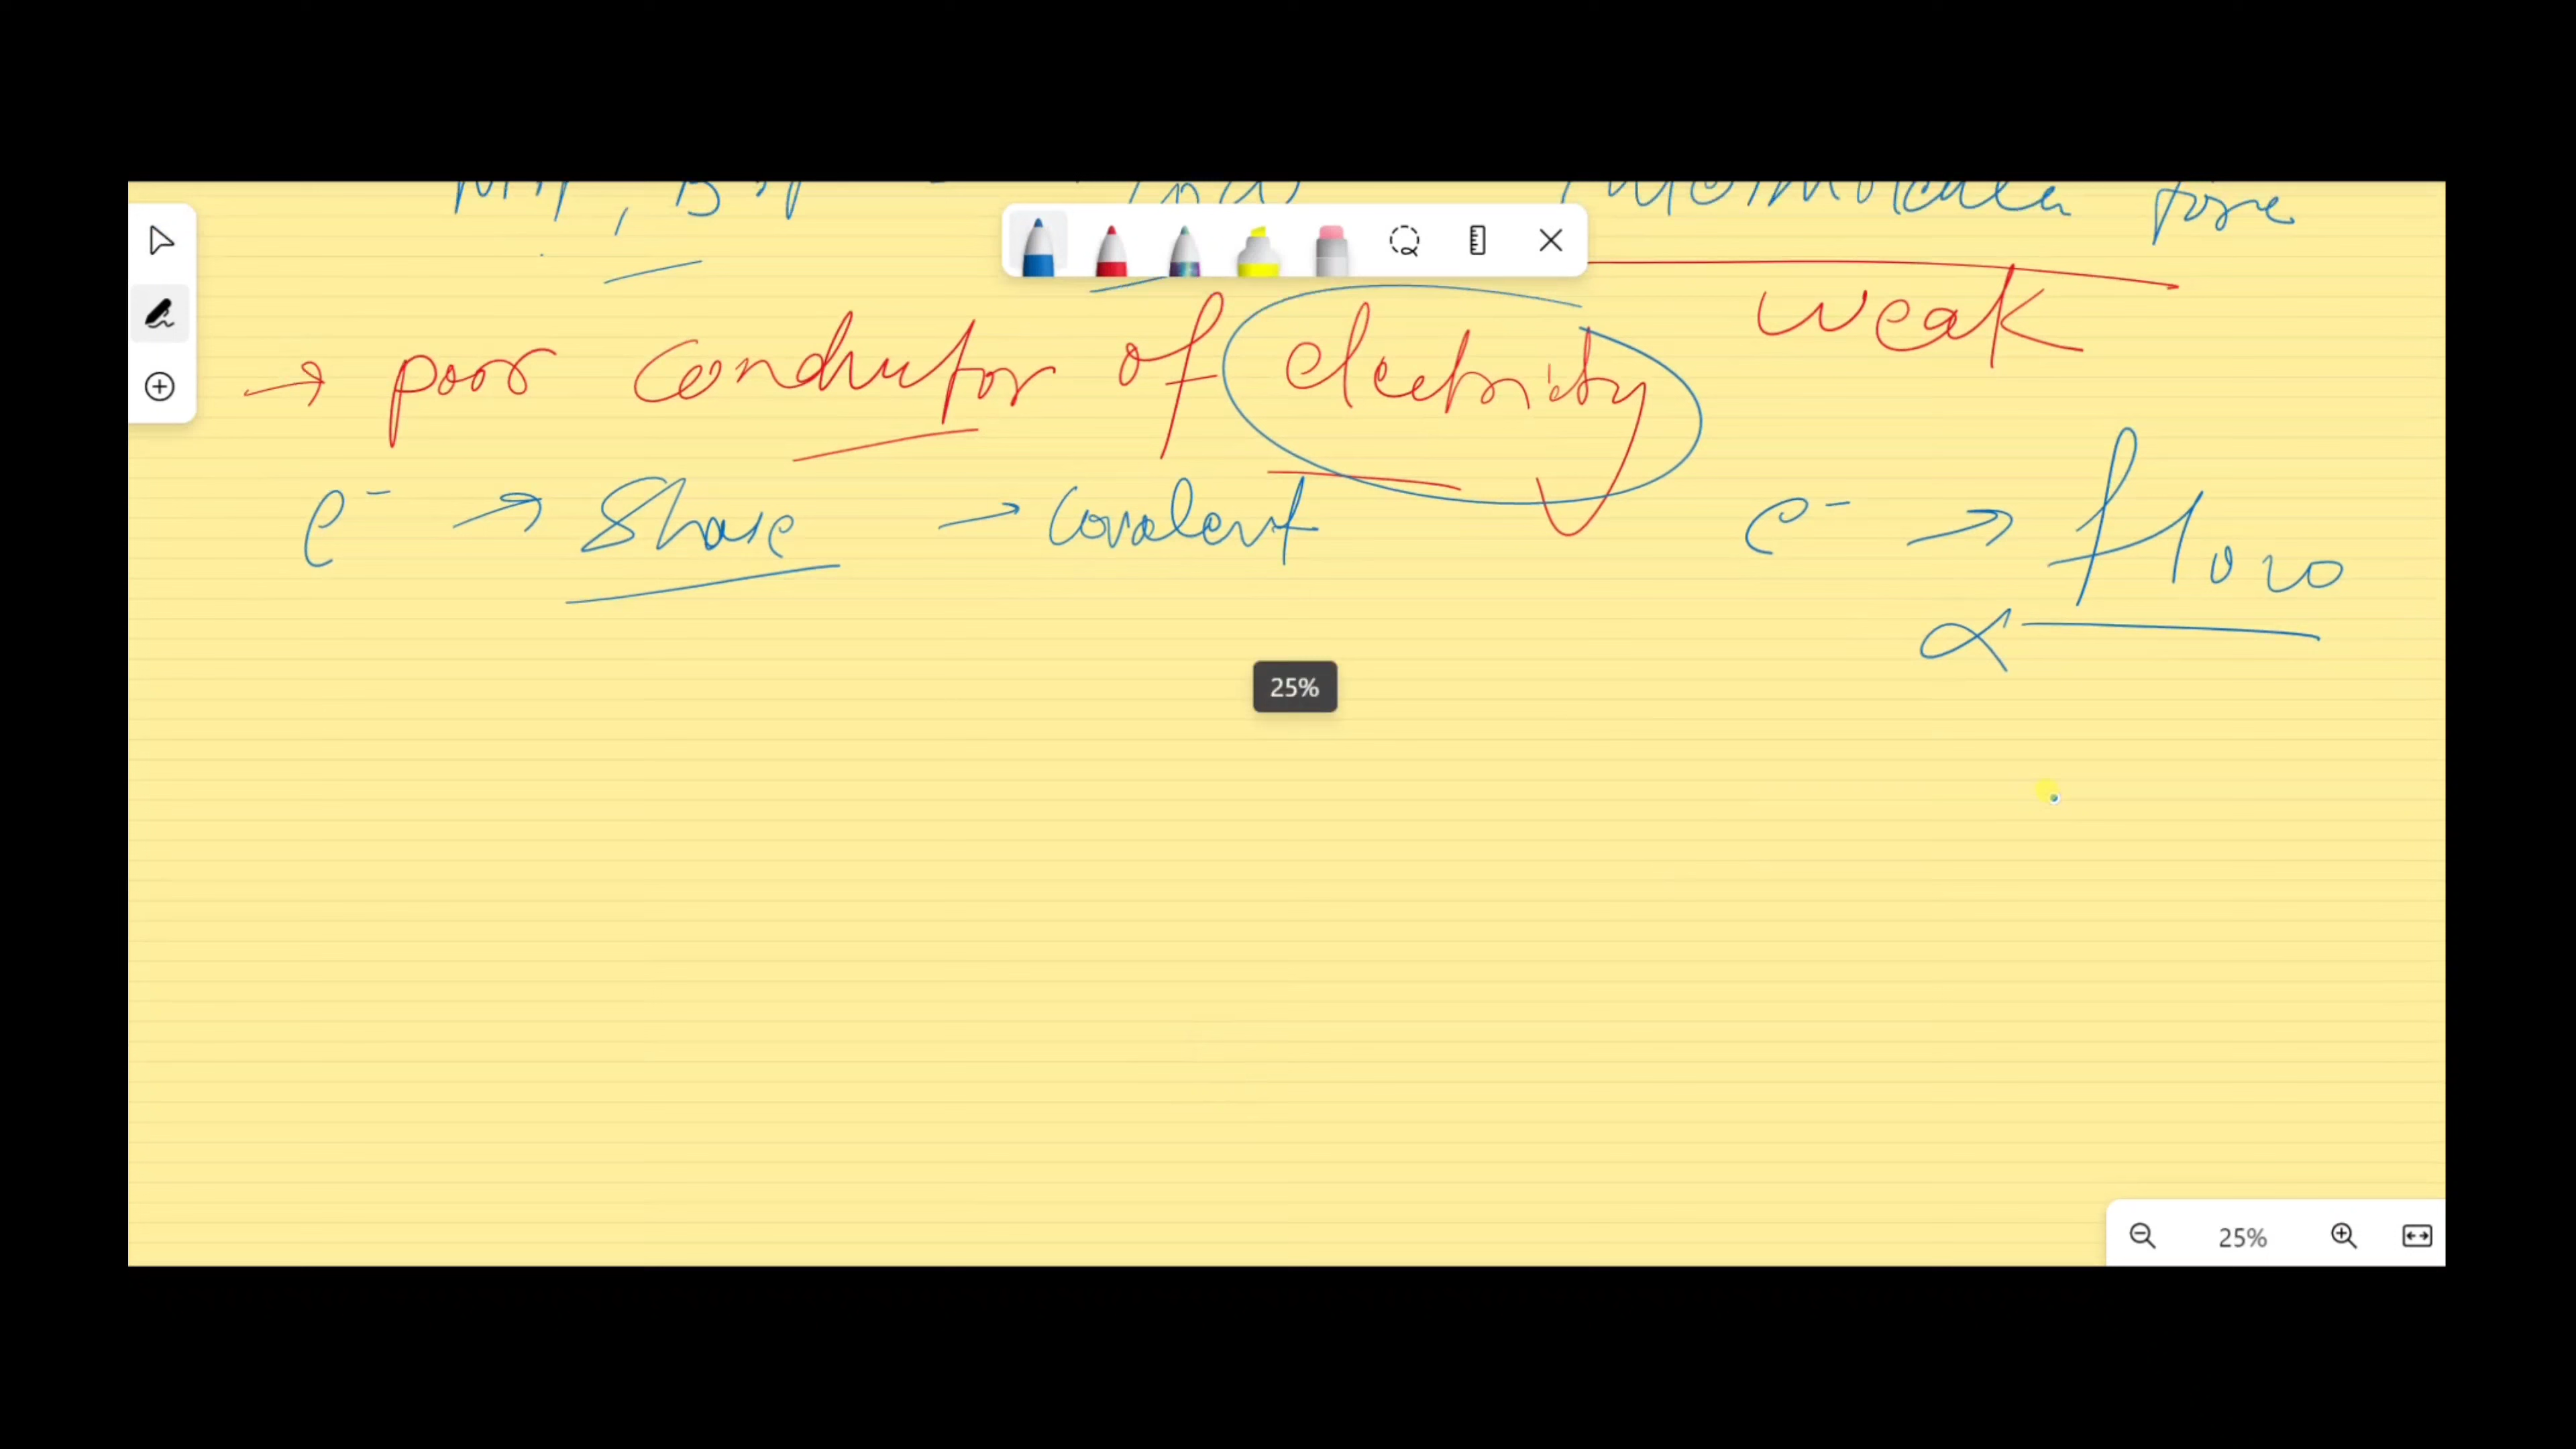 weak
→ poor conductor of electricity
e⁻ → share → covalent e⁻ → flow
25%
25%